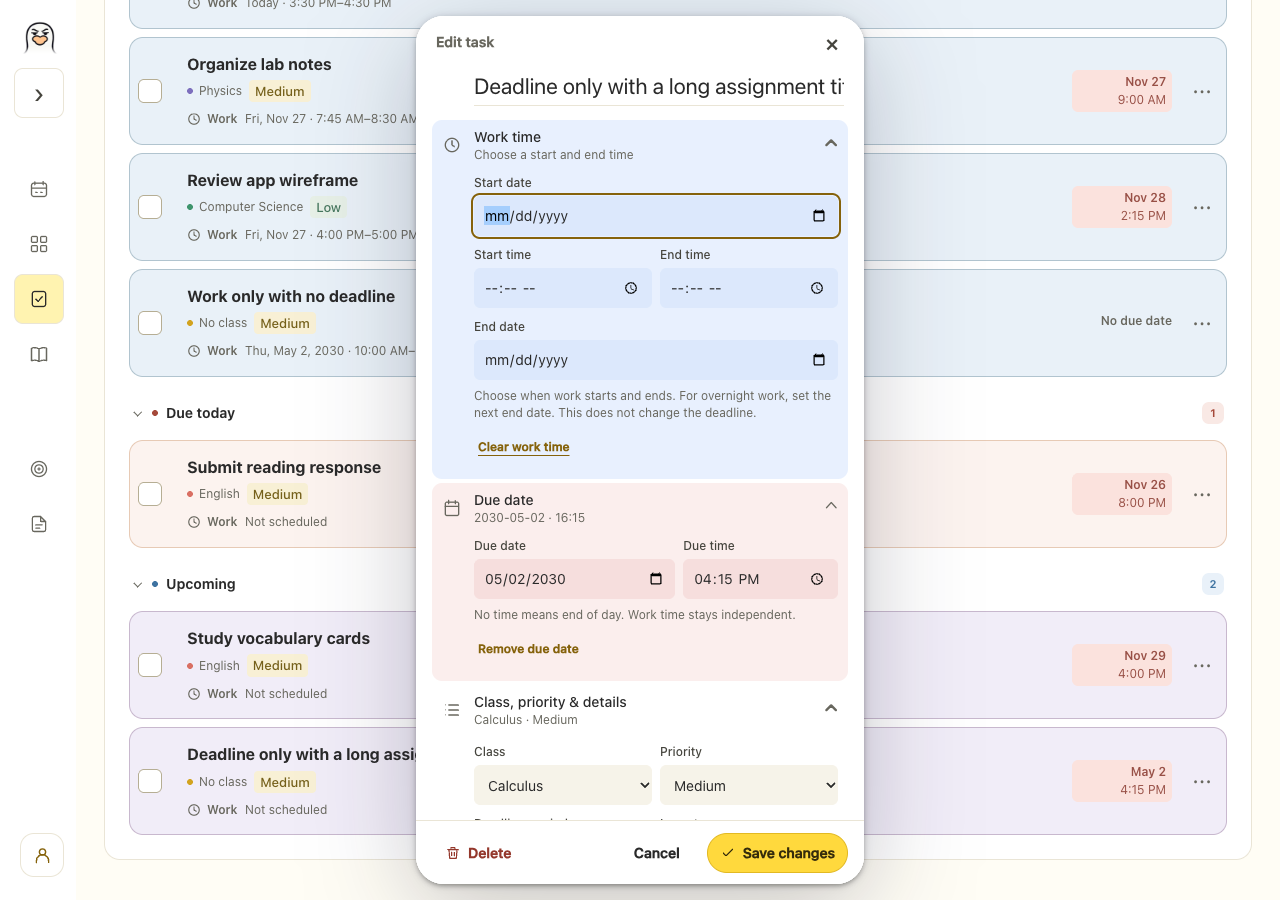 Work Today · 3:30 PM–4:30 PM
Organize lab notes
Physics Medium
Work Fri, Nov 27 · 7:45 AM–8:30 AM
Nov 27
9:00 AM
Review app wireframe
Computer Science Low
Work Fri, Nov 27 · 4:00 PM–5:00 PM
Nov 28
2:15 PM
Work only with no deadline
No class Medium
Work Thu, May 2, 2030 · 10:00 AM–
No due date
Due today
1
Submit reading response
English Medium
Work Not scheduled
Nov 26
8:00 PM
Upcoming
2
Study vocabulary cards
English Medium
Work Not scheduled
Nov 29
4:00 PM
Deadline only with a long
No class Medium
Work Not scheduled
May 2
4:15 PM
Edit task
Deadline only with a long assignment
Work time
Choose a start and end time
Start date
mm/dd/yyyy
Start time End time
--:-- -- --:-- --
End date
mm/dd/yyyy
Choose when work starts and ends. For overnight work, set the
next end date. This does not change the deadline.
Clear work time
Due date
2030-05-02 · 16:15
Due date Due time
05/02/2030 04:15 PM
No time means end of day. Work time stays independent.
Remove due date
Class, priority & details
Calculus · Medium
Class Priority
Calculus Medium
Delete Cancel Save changes